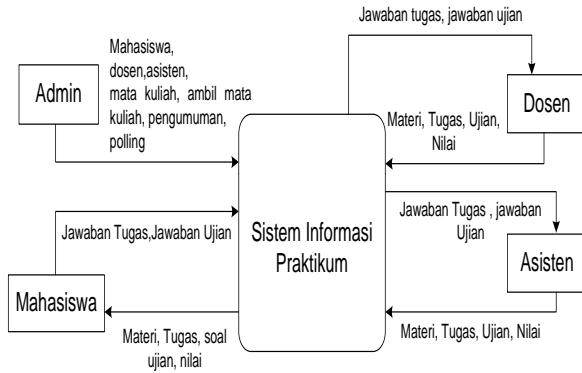 Jawaban tugas, jawaban ujian
Mahasiswa,
dosen,asisten,
mata kuliah, ambil mata
kuliah, pengumuman,
polling
Admin
Dosen
Materi, Tugas, Ujian,
Nilai
Sistem Informasi
Praktikum
Jawaban Tugas , jawaban
Ujian
Jawaban Tugas,Jawaban Ujian
Asisten
Mahasiswa
Materi, Tugas, soal
ujian, nilai
Materi, Tugas, Ujian, Nilai